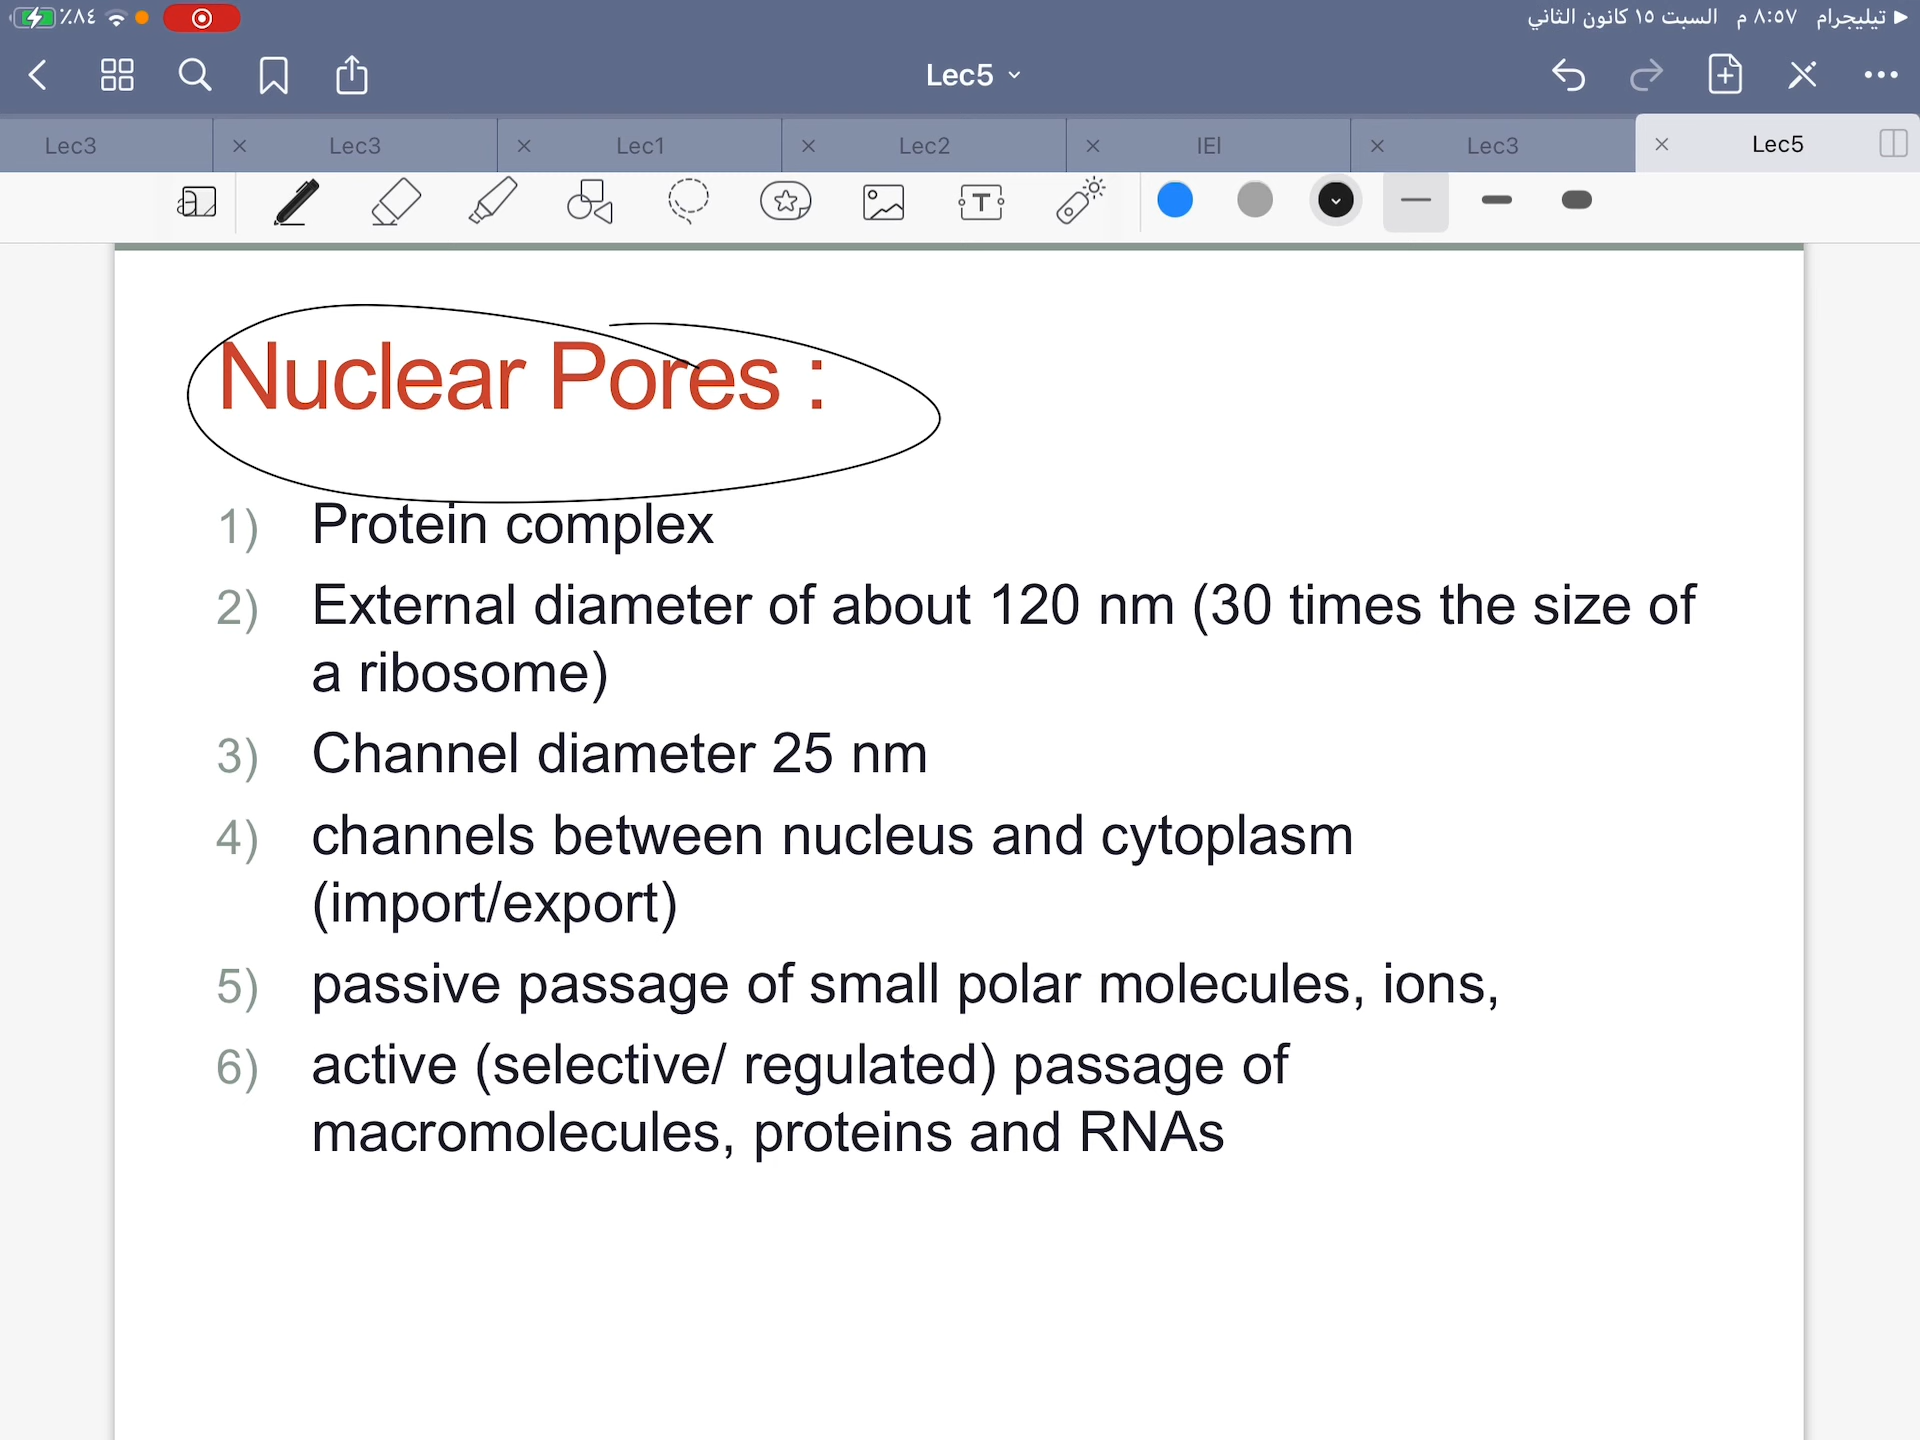 ٪٨٤
تيليجرام ٨:٥٧ م السبت ١٥ كانون الثاني
Lec5
Lec3 Lec3 Lec1 Lec2 IEI Lec3 Lec5
Nuclear Pores :
1) Protein complex
2) External diameter of about 120 nm (30 times the size of
a ribosome)
3) Channel diameter 25 nm
4) channels between nucleus and cytoplasm
(import/export)
5) passive passage of small polar molecules, ions,
6) active (selective/ regulated) passage of
macromolecules, proteins and RNAs